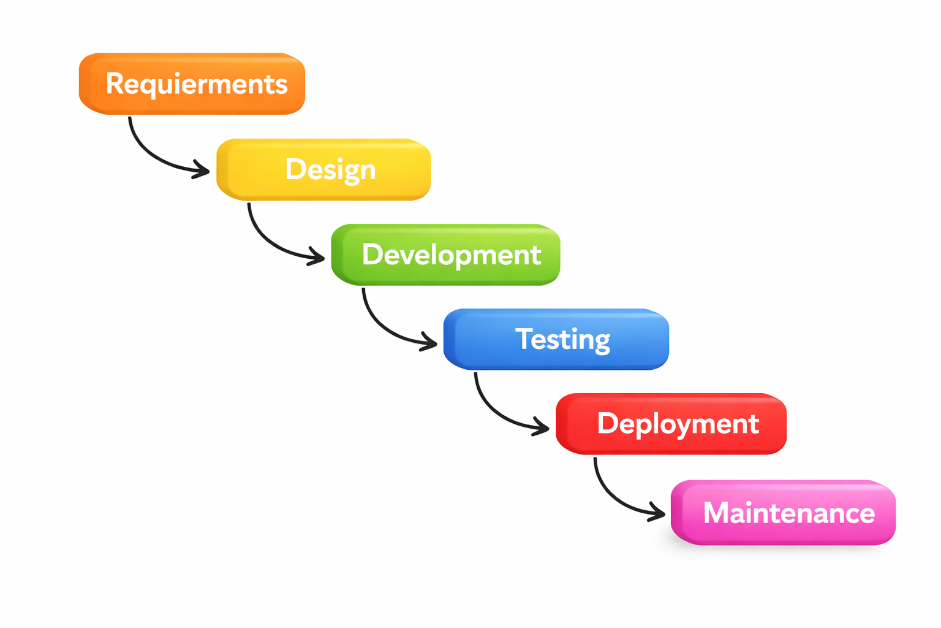 Requierments
Design
Development
Testing
Deployment
Maintenance